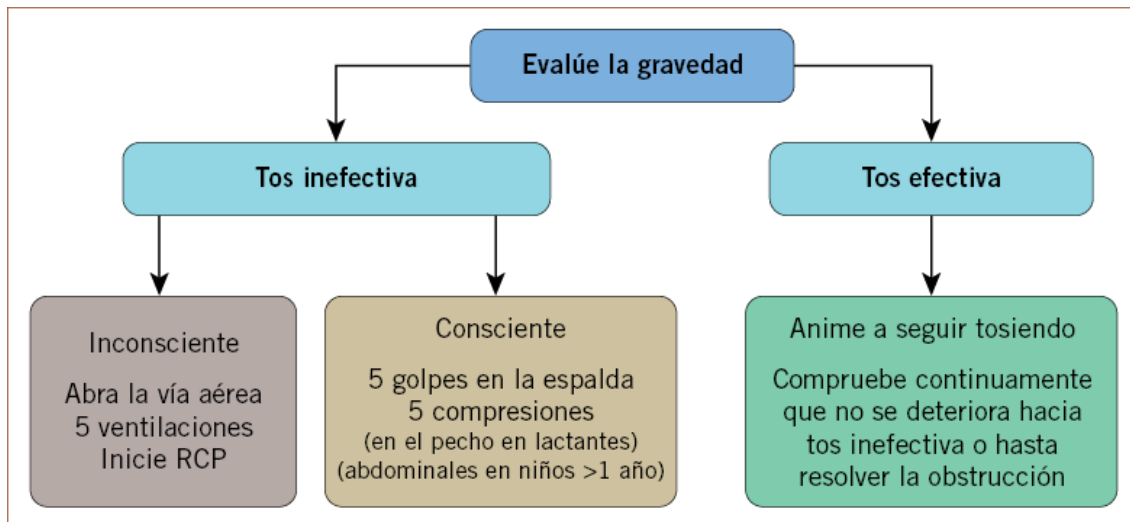 Evalúe la gravedad
Tos inefectiva
Tos efectiva
Inconsciente
Abra la vía aérea
5 ventilaciones
Inicie RCP
Consciente
5 golpes en la espalda
5 compresiones
(en el pecho en lactantes)
(abdominales en niños >1 año)
Anime a seguir tosiendo
Compruebe continuamente
que no se deteriora hacia
tos inefectiva o hasta
resolver la obstrucción